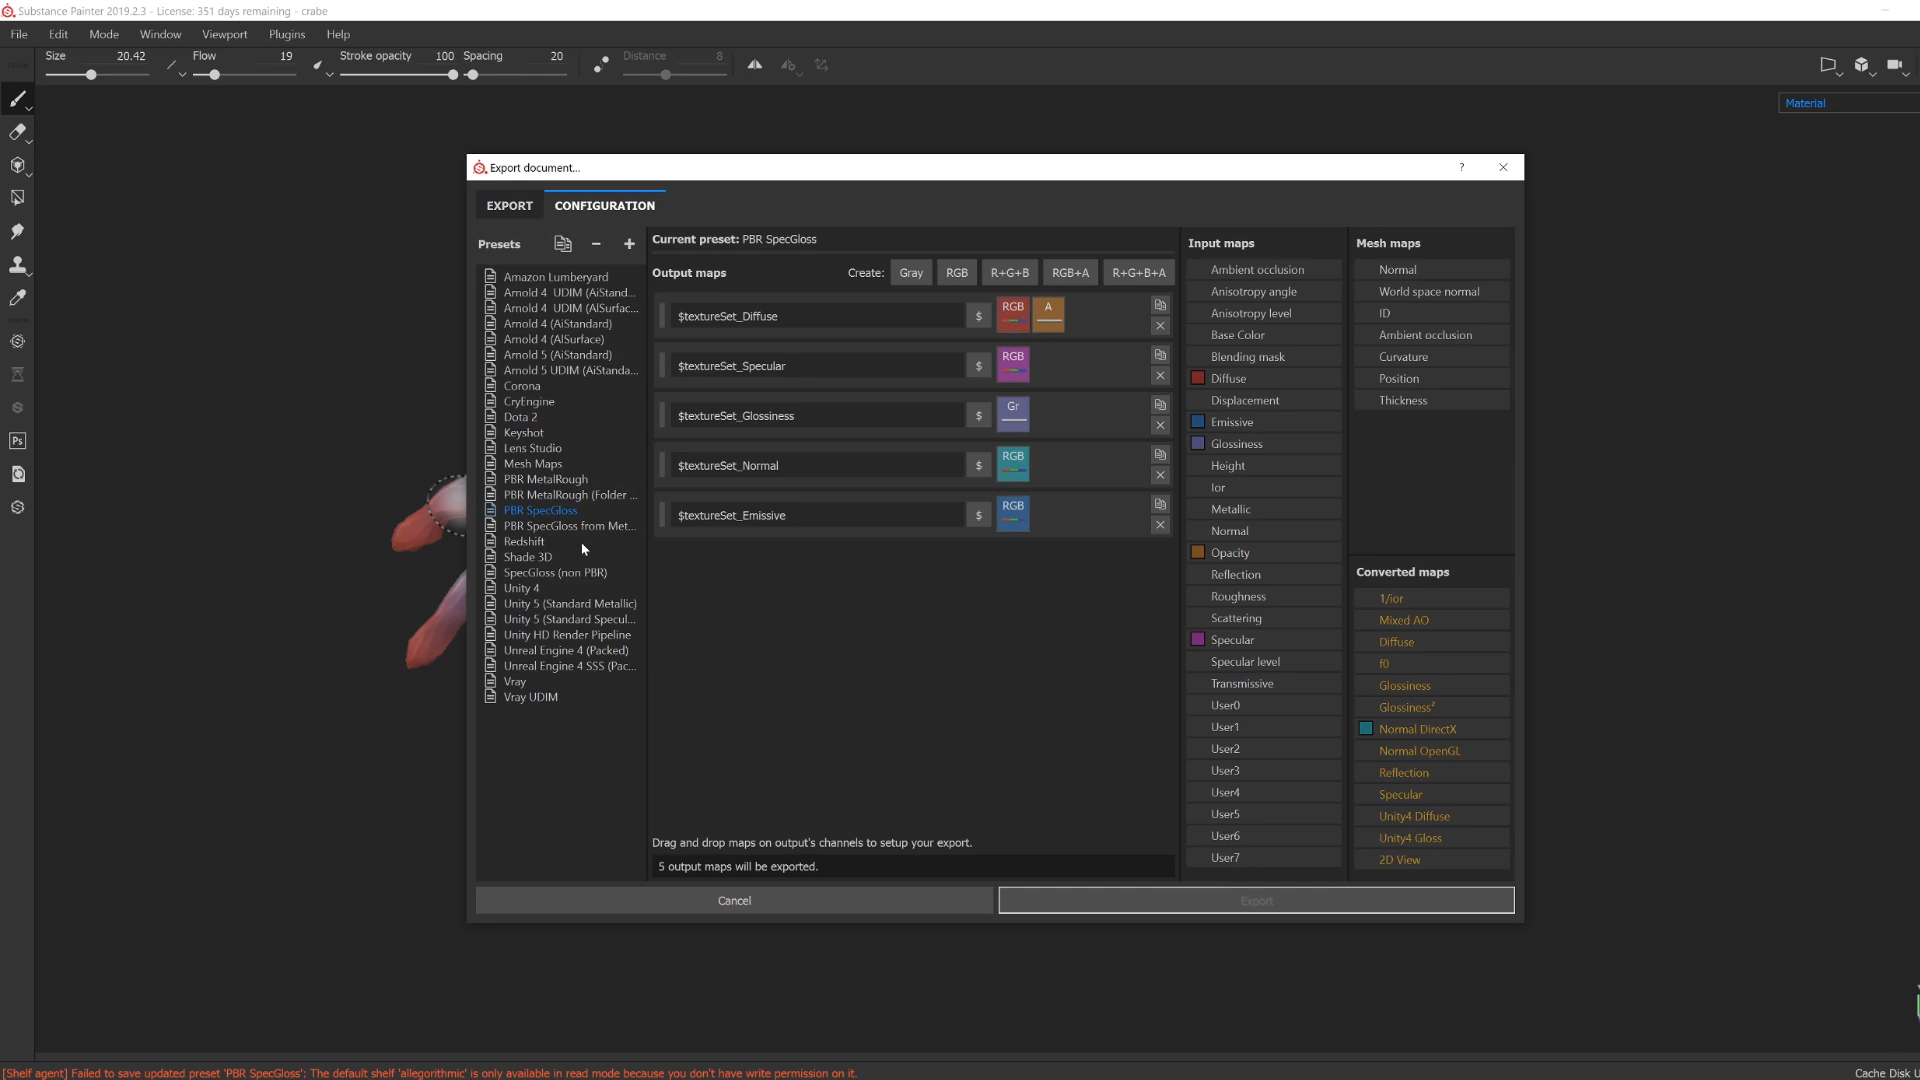 Substance Painter 2019.2.3 - License: 351 days remaining - crabe
File Edit Mode Window Viewport Plugins Help
Size 20.42 Flow 19 Stroke opacity 100 Spacing 20 Distance 8
Material
Export document... ?
EXPORT CONFIGURATION
Presets
Amazon Lumberyard
Arnold 4 UDIM (AiStand...
Arnold 4 UDIM (AlSurfac...
Arnold 4 (AiStandard)
Arnold 4 (AlSurface)
Arnold 5 (AiStandard)
Arnold 5 UDIM (AiStanda...
Corona
CryEngine
Dota 2
Keyshot
Lens Studio
Mesh Maps
PBR MetalRough
PBR MetalRough (Folder ...
PBR SpecGloss
PBR SpecGloss from Met...
Redshift
Shade 3D
SpecGloss (non PBR)
Unity 4
Unity 5 (Standard Metallic)
Unity 5 (Standard Specul...
Unity HD Render Pipeline
Unreal Engine 4 (Packed)
Unreal Engine 4 SSS (Pac...
Vray
Vray UDIM
Current preset: PBR SpecGloss
Output maps Create: Gray RGB R+G+B RGB+A R+G+B+A
$textureSet_Diffuse $ RGB A
$textureSet_Specular $ RGB
$textureSet_Glossiness $ Gr
$textureSet_Normal $ RGB
$textureSet_Emissive $ RGB
Drag and drop maps on output's channels to setup your export.
5 output maps will be exported.
Input maps
Ambient occlusion
Anisotropy angle
Anisotropy level
Base Color
Blending mask
Diffuse
Displacement
Emissive
Glossiness
Height
Ior
Metallic
Normal
Opacity
Reflection
Roughness
Scattering
Specular
Specular level
Transmissive
User0
User1
User2
User3
User4
User5
User6
User7
Mesh maps
Normal
World space normal
ID
Ambient occlusion
Curvature
Position
Thickness
Converted maps
1/ior
Mixed AO
Diffuse
f0
Glossiness
Glossiness²
Normal DirectX
Normal OpenGL
Reflection
Specular
Unity4 Diffuse
Unity4 Gloss
2D View
Cancel Export
Ps
[Shelf agent] Failed to save updated preset 'PBR SpecGloss': The default shelf 'allegorithmic' is only available in read mode because you don't have write permission on it.
Cache Disk U